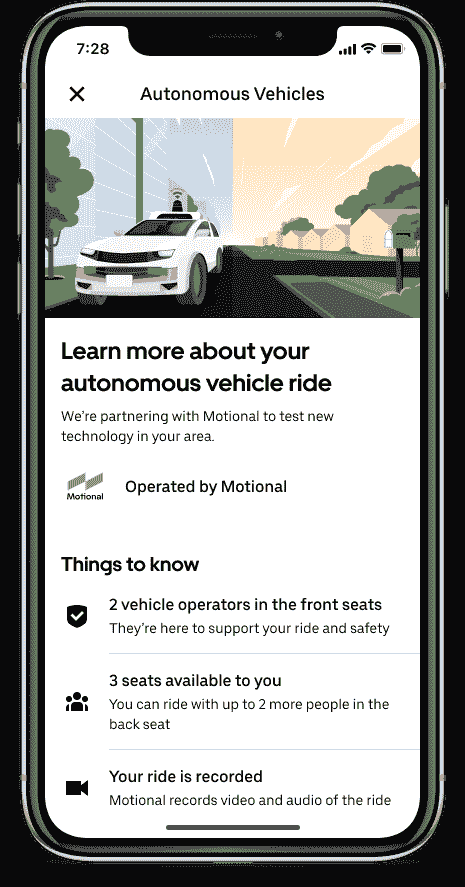 7:28
Autonomous Vehicles
Learn more about your
autonomous vehicle ride
We’re partnering with Motional to test new
technology in your area.
Motional
Operated by Motional
Things to know
2 vehicle operators in the front seats
They’re here to support your ride and safety
3 seats available to you
You can ride with up to 2 more people in the
back seat
Your ride is recorded
Motional records video and audio of the ride